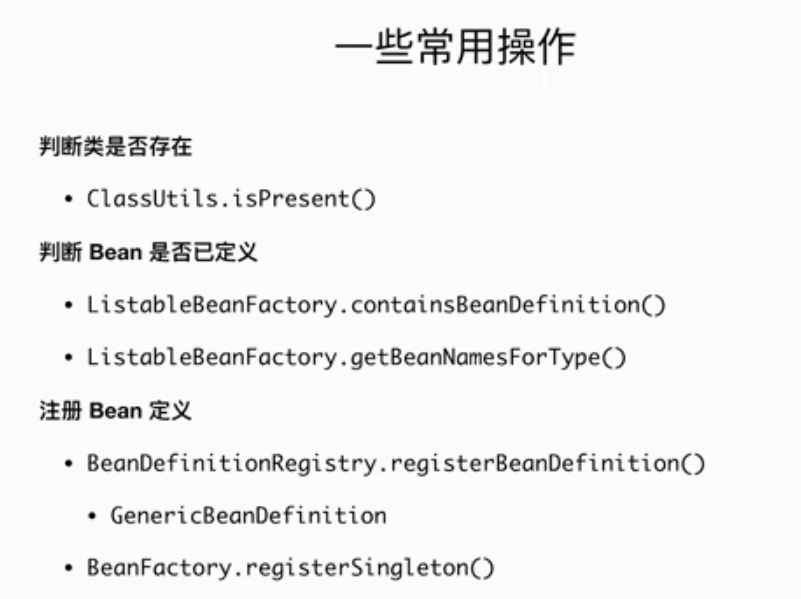 一些常用操作
判断类是否存在
• ClassUtils.isPresent()
判断 Bean 是否已定义
• ListableBeanFactory.containsBeanDefinition()
• ListableBeanFactory.getBeanNamesForType()
注册 Bean 定义
• BeanDefinitionRegistry.registerBeanDefinition()
• GenericBeanDefinition
• BeanFactory.registerSingleton()